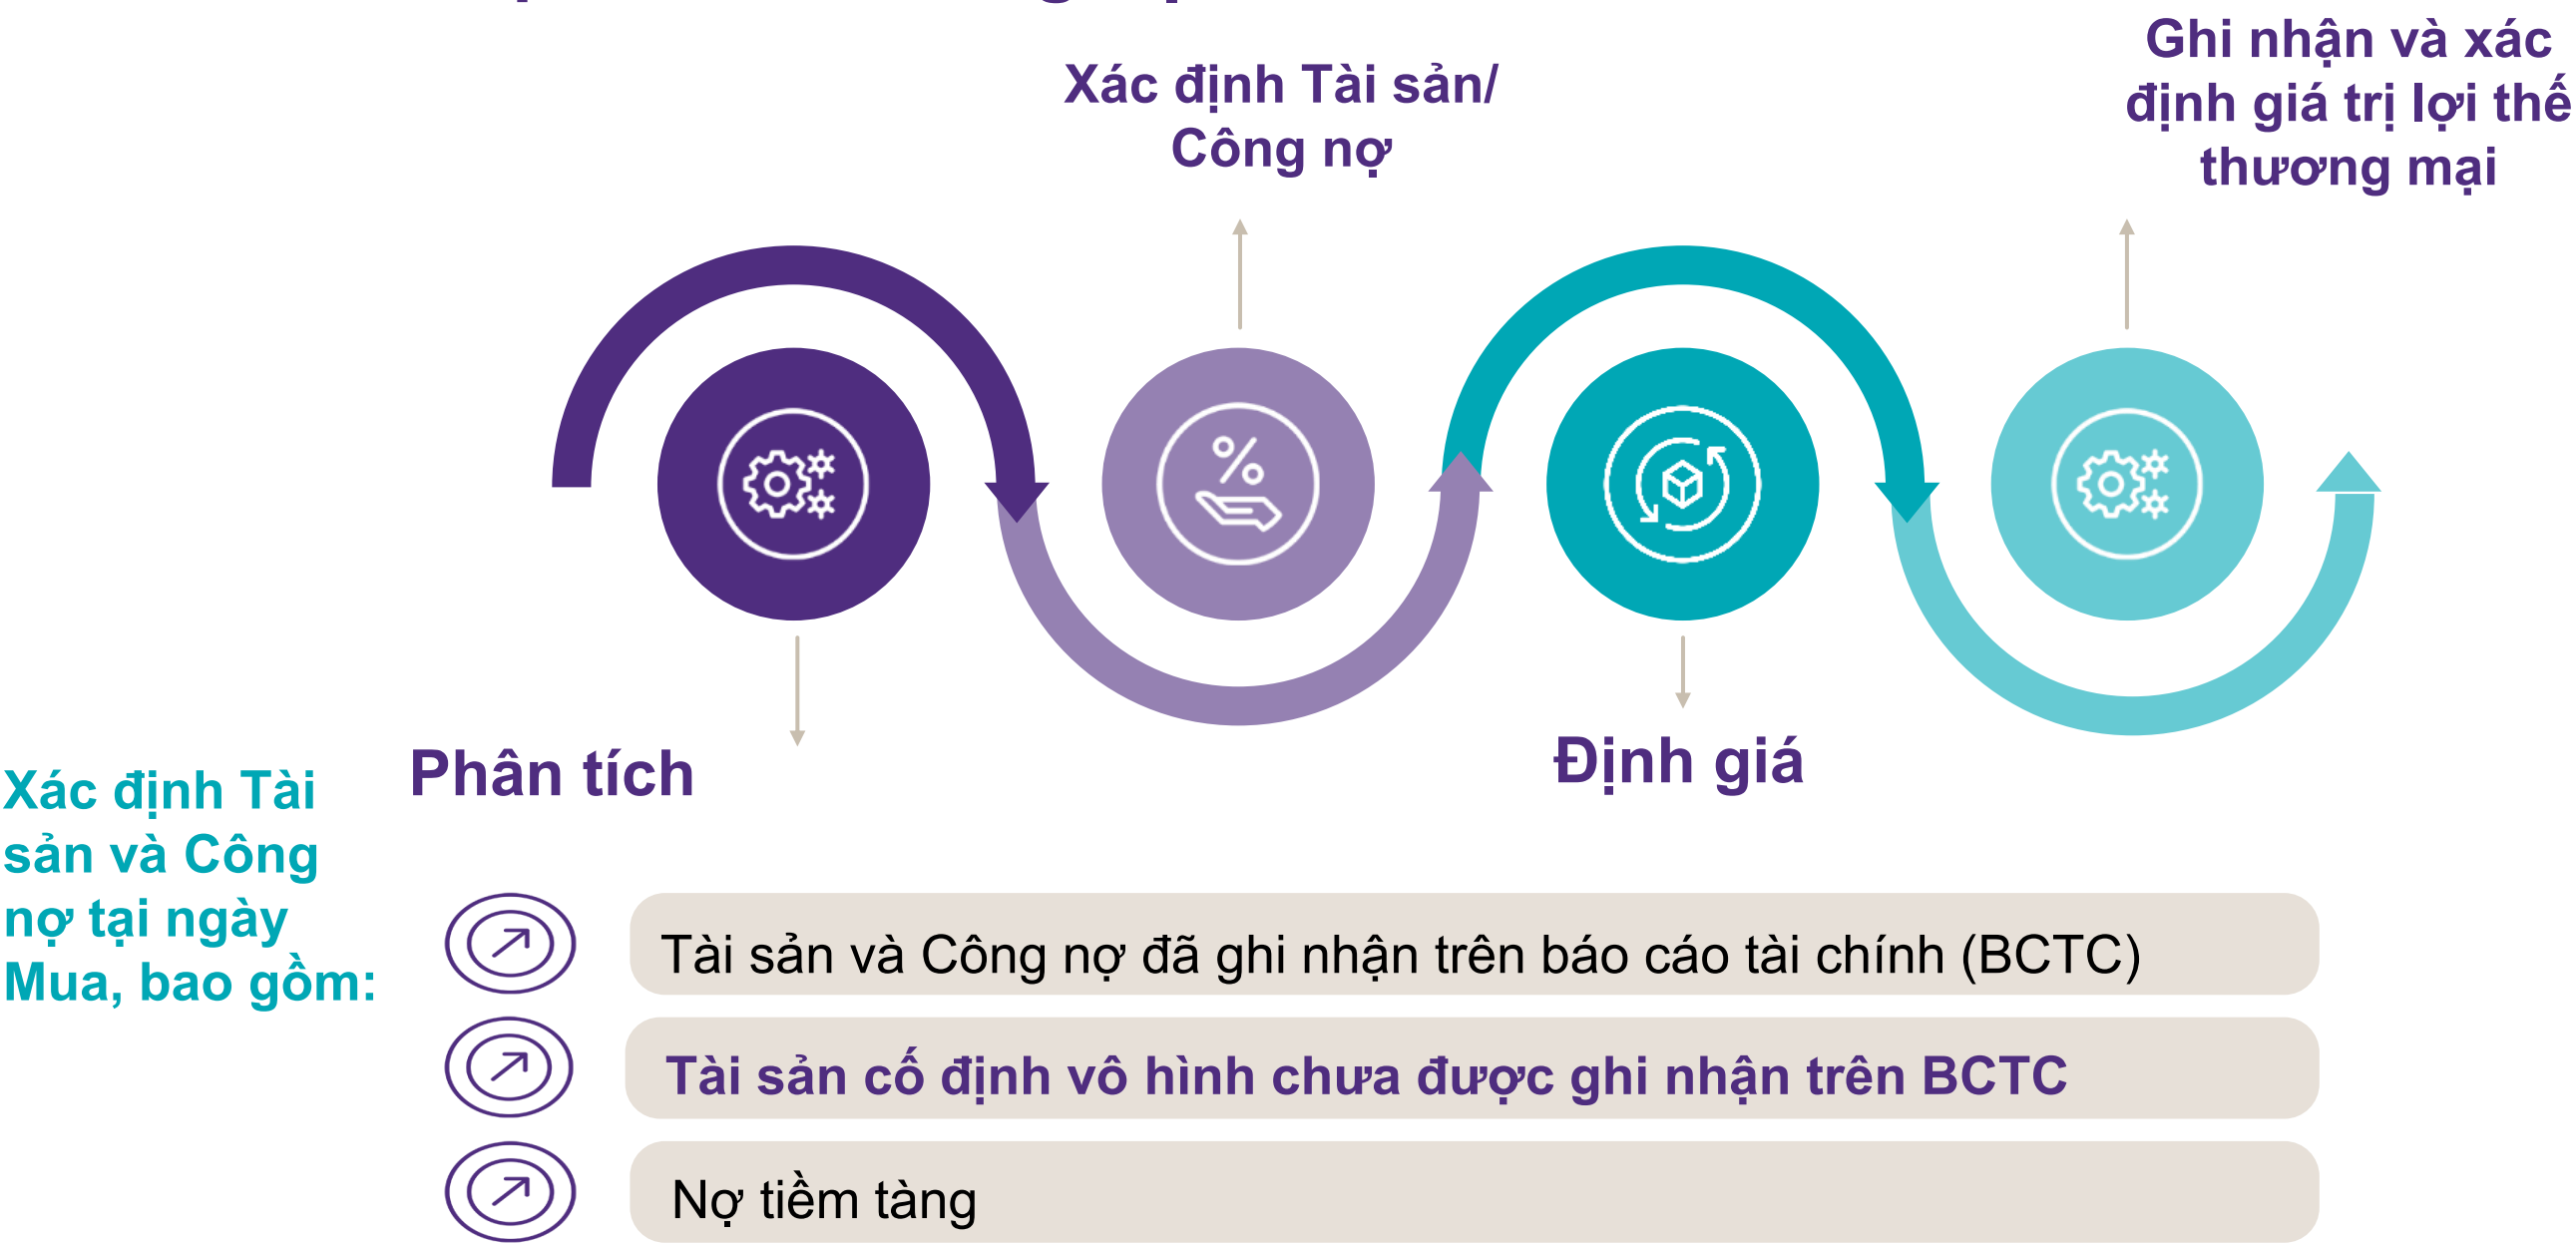 Xác định Tài sản/
Công nợ
Ghi nhận và xác
định giá trị lợi thế
thương mại
Phân tích
Định giá
Xác định Tài
sản và Công
nợ tại ngày
Mua, bao gồm:
Tài sản và Công nợ đã ghi nhận trên báo cáo tài chính (BCTC)
Tài sản cố định vô hình chưa được ghi nhận trên BCTC
Nợ tiềm tàng